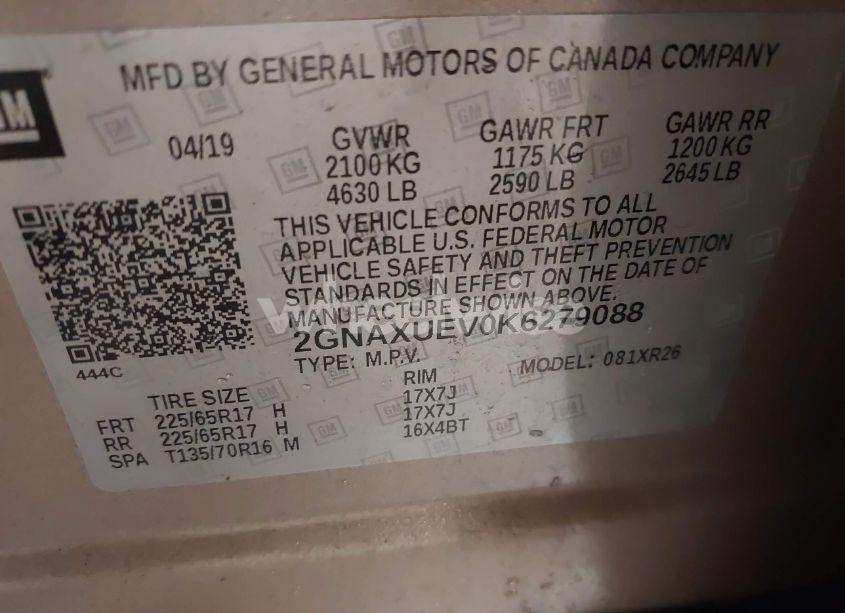 MFD BY GENERAL MOTORS OF CANADA COMPANY
GM
04/19 GVWR GAWR FRT GAWR RR
2100 KG 1175 KG 1200 KG
4630 LB 2590 LB 2645 LB
THIS VEHICLE CONFORMS TO ALL
APPLICABLE U.S. FEDERAL MOTOR
VEHICLE SAFETY AND THEFT PREVENTION
STANDARDS IN EFFECT ON THE DATE OF
MANUFACTURE SHOWN ABOVE.
2GNAXUEV0K6279088
TYPE: M.P.V. MODEL: 081XR26
444C
TIRE SIZE RIM
FRT 225/65R17 H 17X7J
RR 225/65R17 H 17X7J
SPA T135/70R16 M 16X4BT